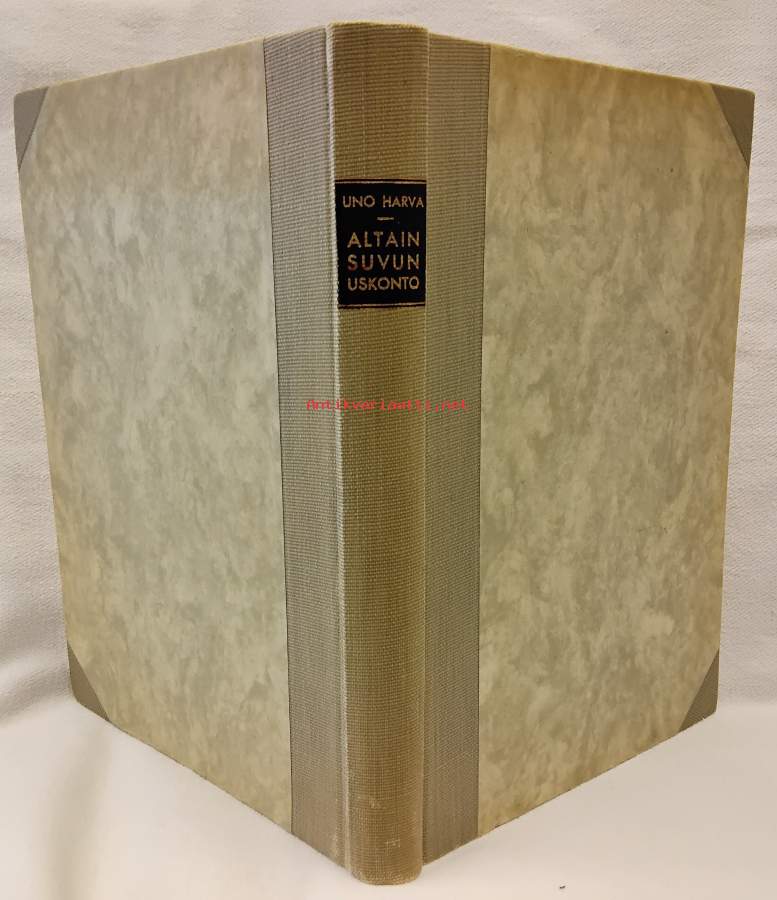 UNO HARVA
ALTAIN
SUVUN
USKONTO
Antikvariaatti.net